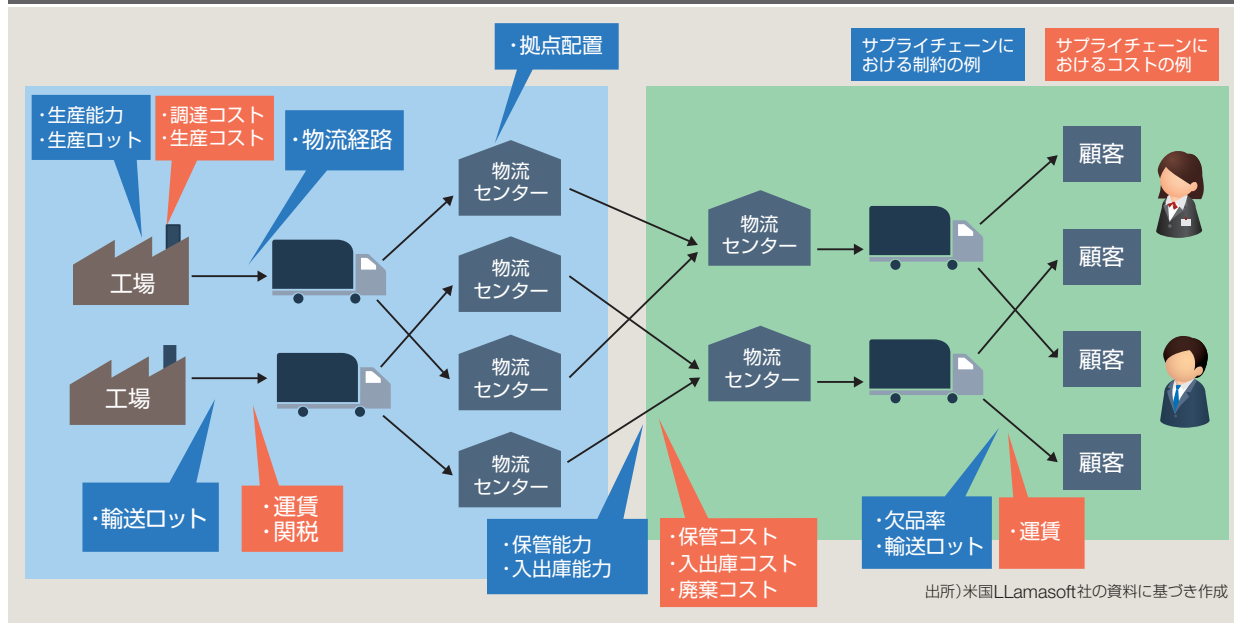 ・拠点配置
サプライチェーンに
おける制約の例
サプライチェーンに
おけるコストの例
・生産能力
・生産ロット
・調達コスト
・生産コスト
・物流経路
物流
センター
物流
センター
物流
センター
物流
センター
工場
工場
物流
センター
物流
センター
顧客
顧客
顧客
顧客
・輸送ロット
・運賃
・関税
・保管能力
・入出庫能力
・保管コスト
・入出庫コスト
・廃棄コスト
・欠品率
・輸送ロット
・運賃
出所)米国LLamasoft社の資料に基づき作成